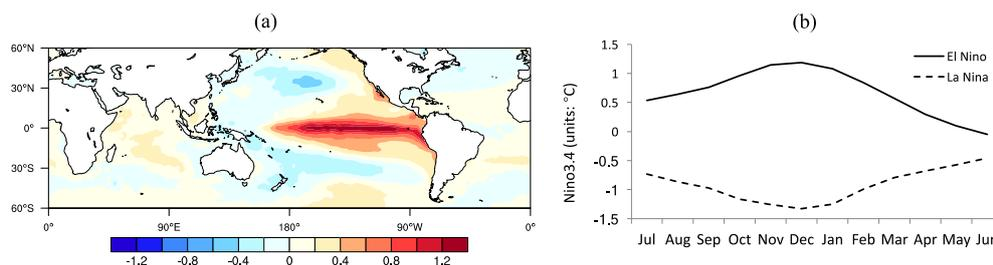 (a)
60°N
30°N
0°
30°S
60°S
0° 90°E 180° 90°W 0°
-1.2 -0.8 -0.4 0 0.4 0.8 1.2
(b)
Nino3.4 (units: °C)
1.5
1
0.5
0
-0.5
-1
-1.5
El Nino
La Nina
Jul Aug Sep Oct Nov Dec Jan Feb Mar Apr May Jun